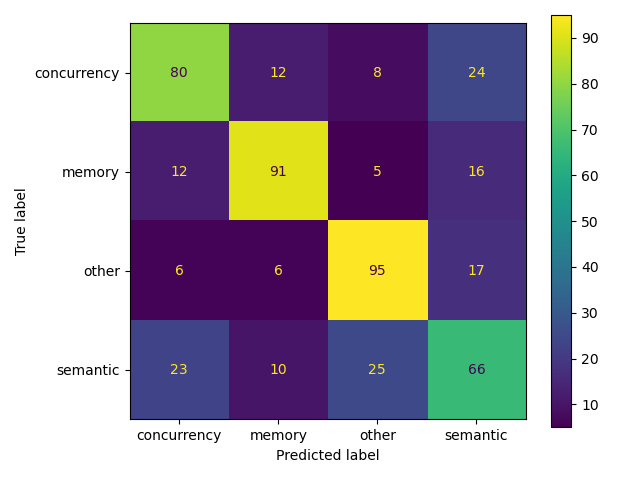 concurrency 80 12 8 24
memory 12 91 5 16
other 6 6 95 17
semantic 23 10 25 66
concurrency memory other semantic
Predicted label
True label
90
80
70
60
50
40
30
20
10